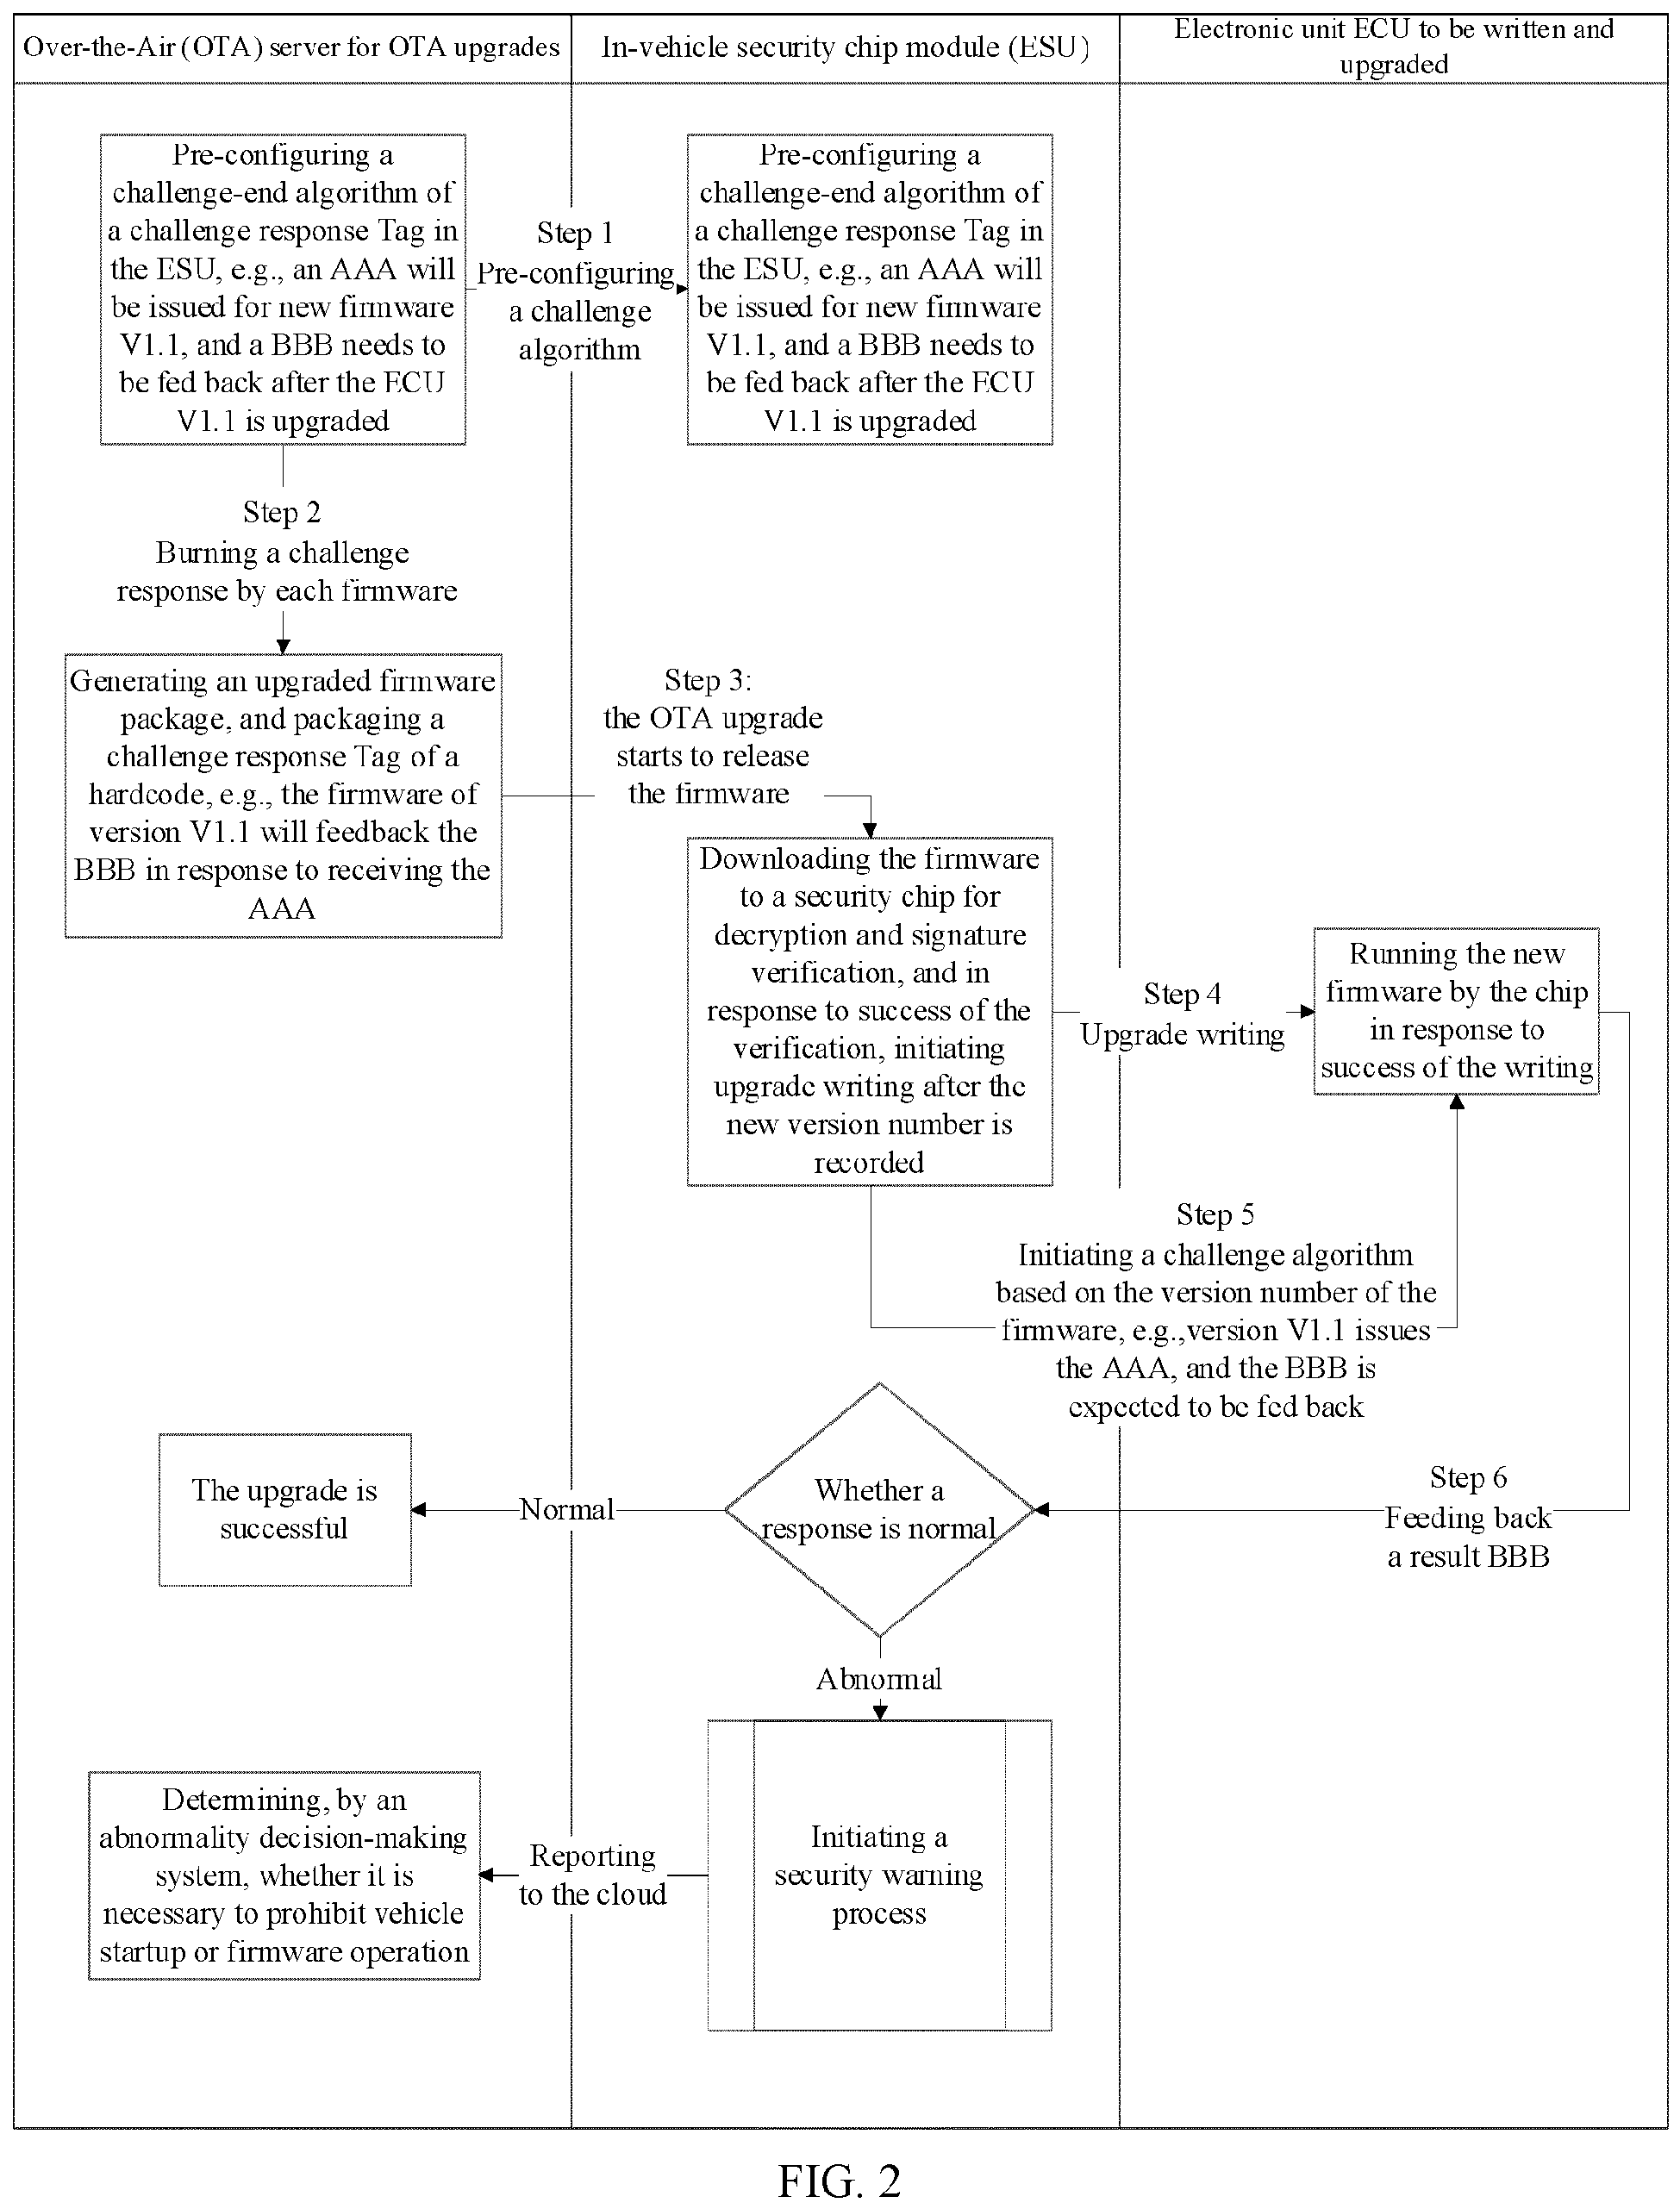 Over-the-Air (OTA) server for OTA upgrades
In-vehicle security chip module (ESU)
Electronic unit ECU to be written and
upgraded
Pre-configuring a
challenge-end algorithm of
a challenge response Tag in
the ESU, e.g., an AAA will
be issued for new firmware
V1.1, and a BBB needs to
be fed back after the ECU
V1.1 is upgraded
Step 1
Pre-configuring
a challenge
algorithm
Pre-configuring a
challenge-end algorithm of
a challenge response Tag in
the ESU, e.g., an AAA will
be issued for new firmware
V1.1, and a BBB needs to
be fed back after the ECU
V1.1 is upgraded
Step 2
Burning a challenge
response by each firmware
Generating an upgraded firmware
package, and packaging a
challenge response Tag of a
hardcode, e.g., the firmware of
version V1.1 will feedback the
BBB in response to receiving the
AAA
Step 3:
the OTA upgrade
starts to release
the firmware
Downloading the firmware
to a security chip for
decryption and signature
verification, and in
response to success of the
verification, initiating
upgrade writing after the
new version number is
recorded
Step 4
Upgrade writing
Running the new
firmware by the chip
in response to
success of the writing
Step 5
Initiating a challenge algorithm
based on the version number of the
firmware, e.g.,version V1.1 issues
the AAA, and the BBB is
expected to be fed back
Step 6
Feeding back
a result BBB
Whether a
response is normal
Normal
The upgrade is
successful
Abnormal
Initiating a
security warning
process
Reporting
to the cloud
Determining, by an
abnormality decision-making
system, whether it is
necessary to prohibit vehicle
startup or firmware operation
FIG. 2